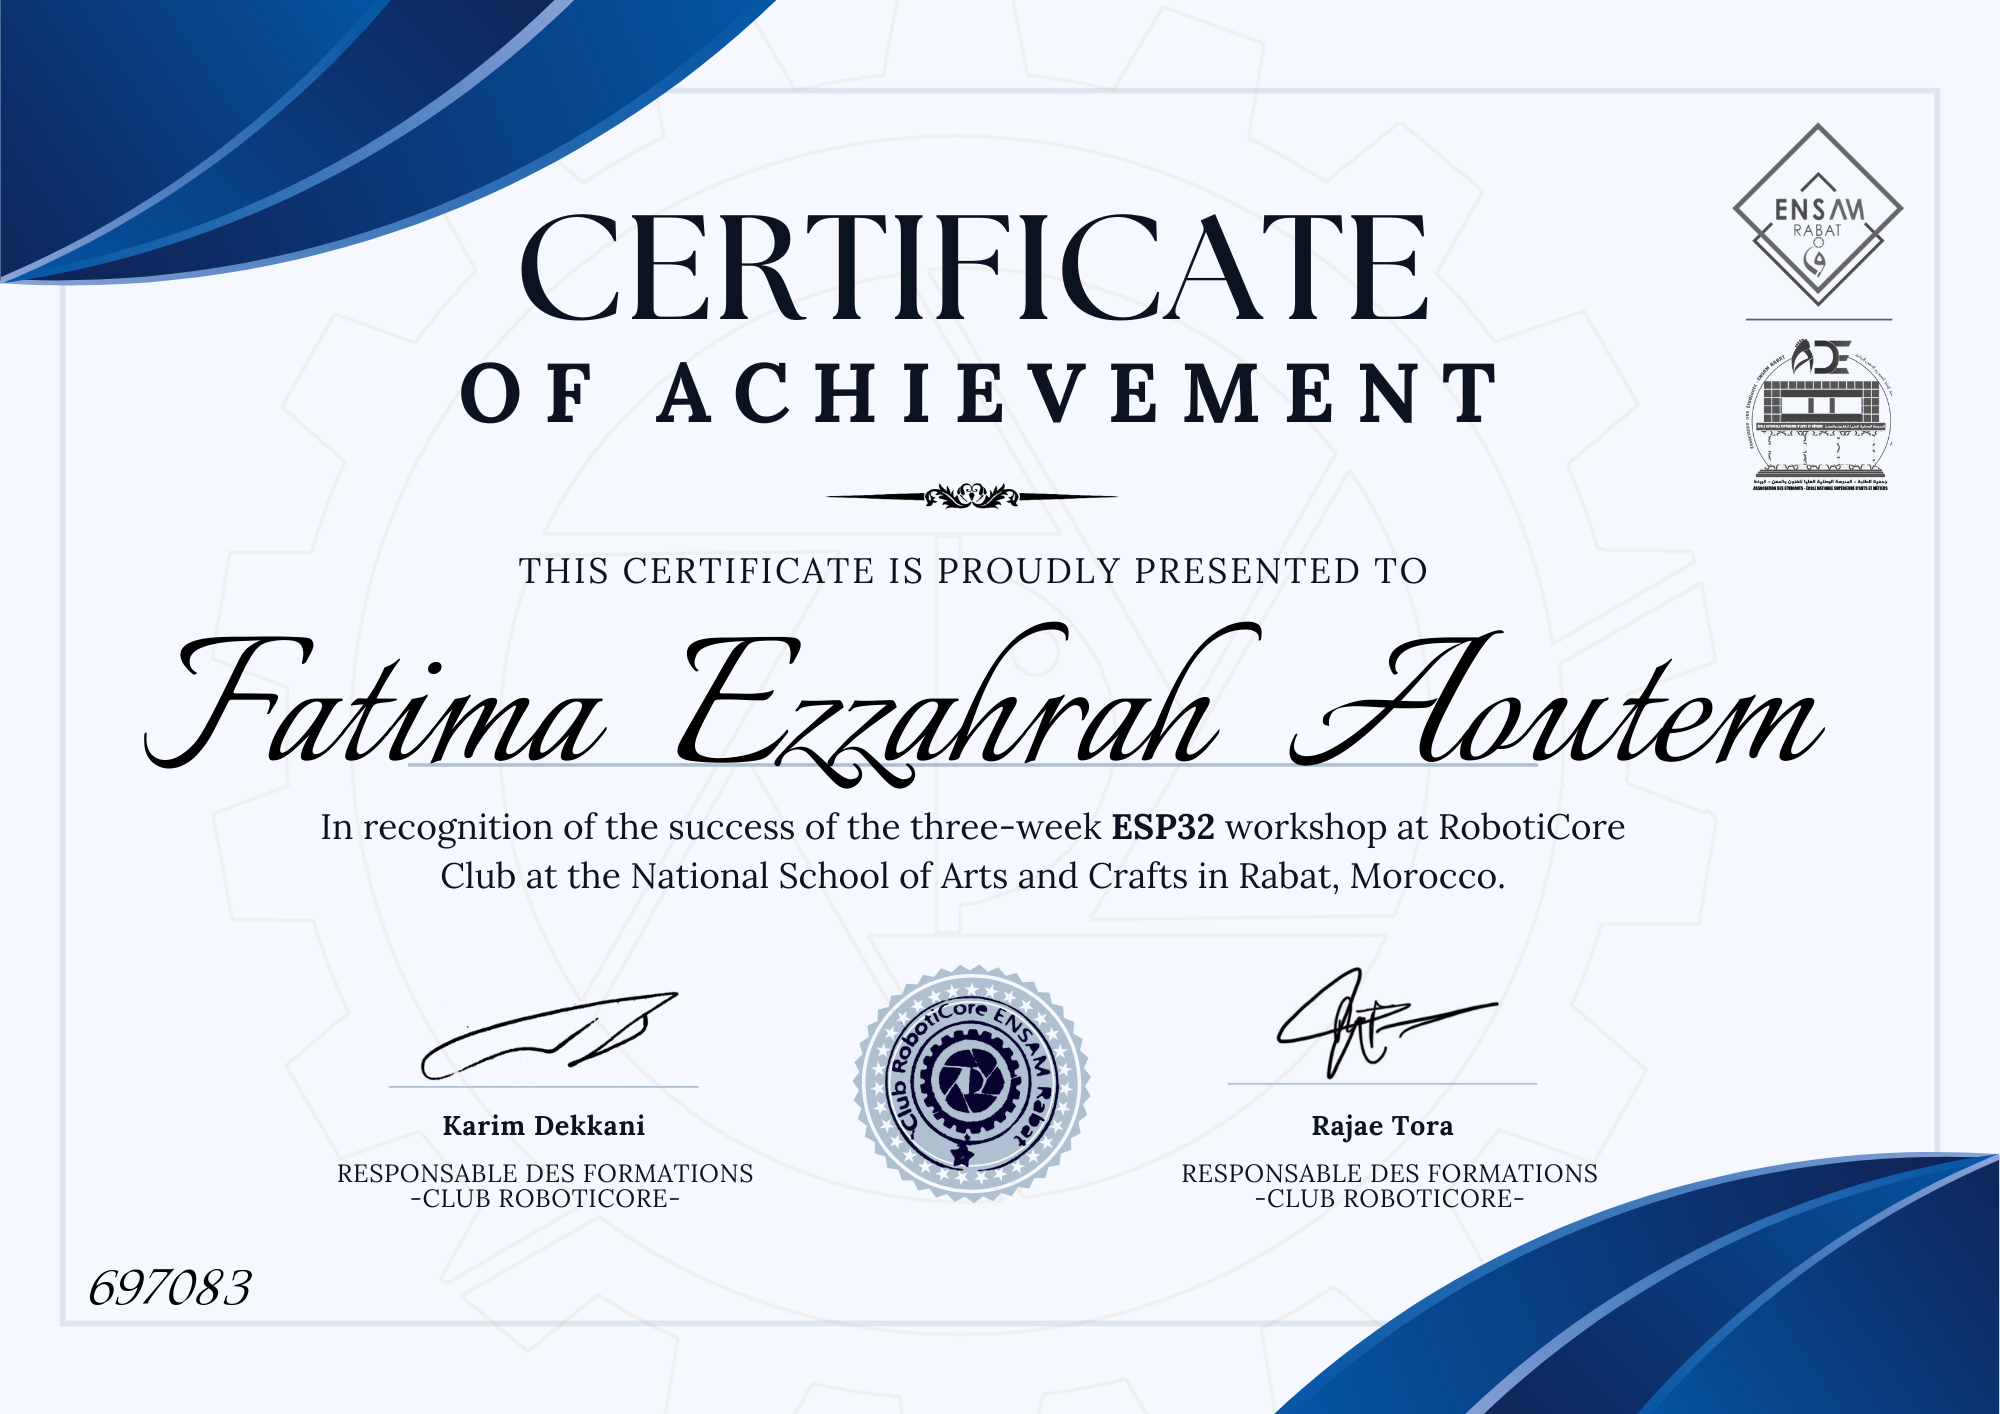 CERTIFICATE
OF ACHIEVEMENT
ENSAM
RABAT
ADE
ASSOCIATION DES ETUDIANTS - ÉCOLE NATIONALE SUPÉRIEURE D'ARTS ET MÉTIERS
THIS CERTIFICATE IS PROUDLY PRESENTED TO
Fatima Ezzahrah Aoutem
In recognition of the success of the three-week ESP32 workshop at RobotiCore
Club at the National School of Arts and Crafts in Rabat, Morocco.
Club RobotiCore ENSAM Rabat
Karim Dekkani
RESPONSABLE DES FORMATIONS
-CLUB ROBOTICORE-
Rajae Tora
RESPONSABLE DES FORMATIONS
-CLUB ROBOTICORE-
697083